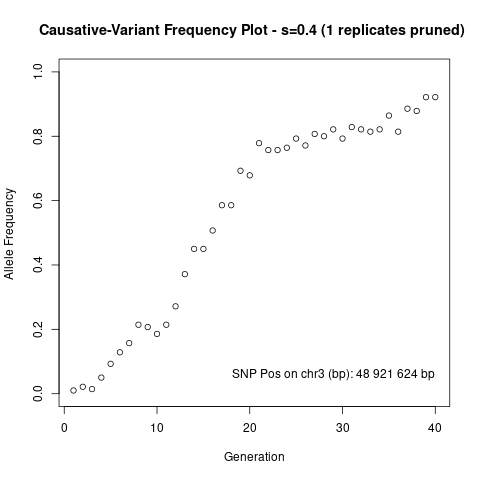 Causative-Variant Frequency Plot - s=0.4 (1 replicates pruned)
1.0
0.8
0.6
0.4
0.2
0.0
Allele Frequency
SNP Pos on chr3 (bp): 48 921 624 bp
0 10 20 30 40
Generation